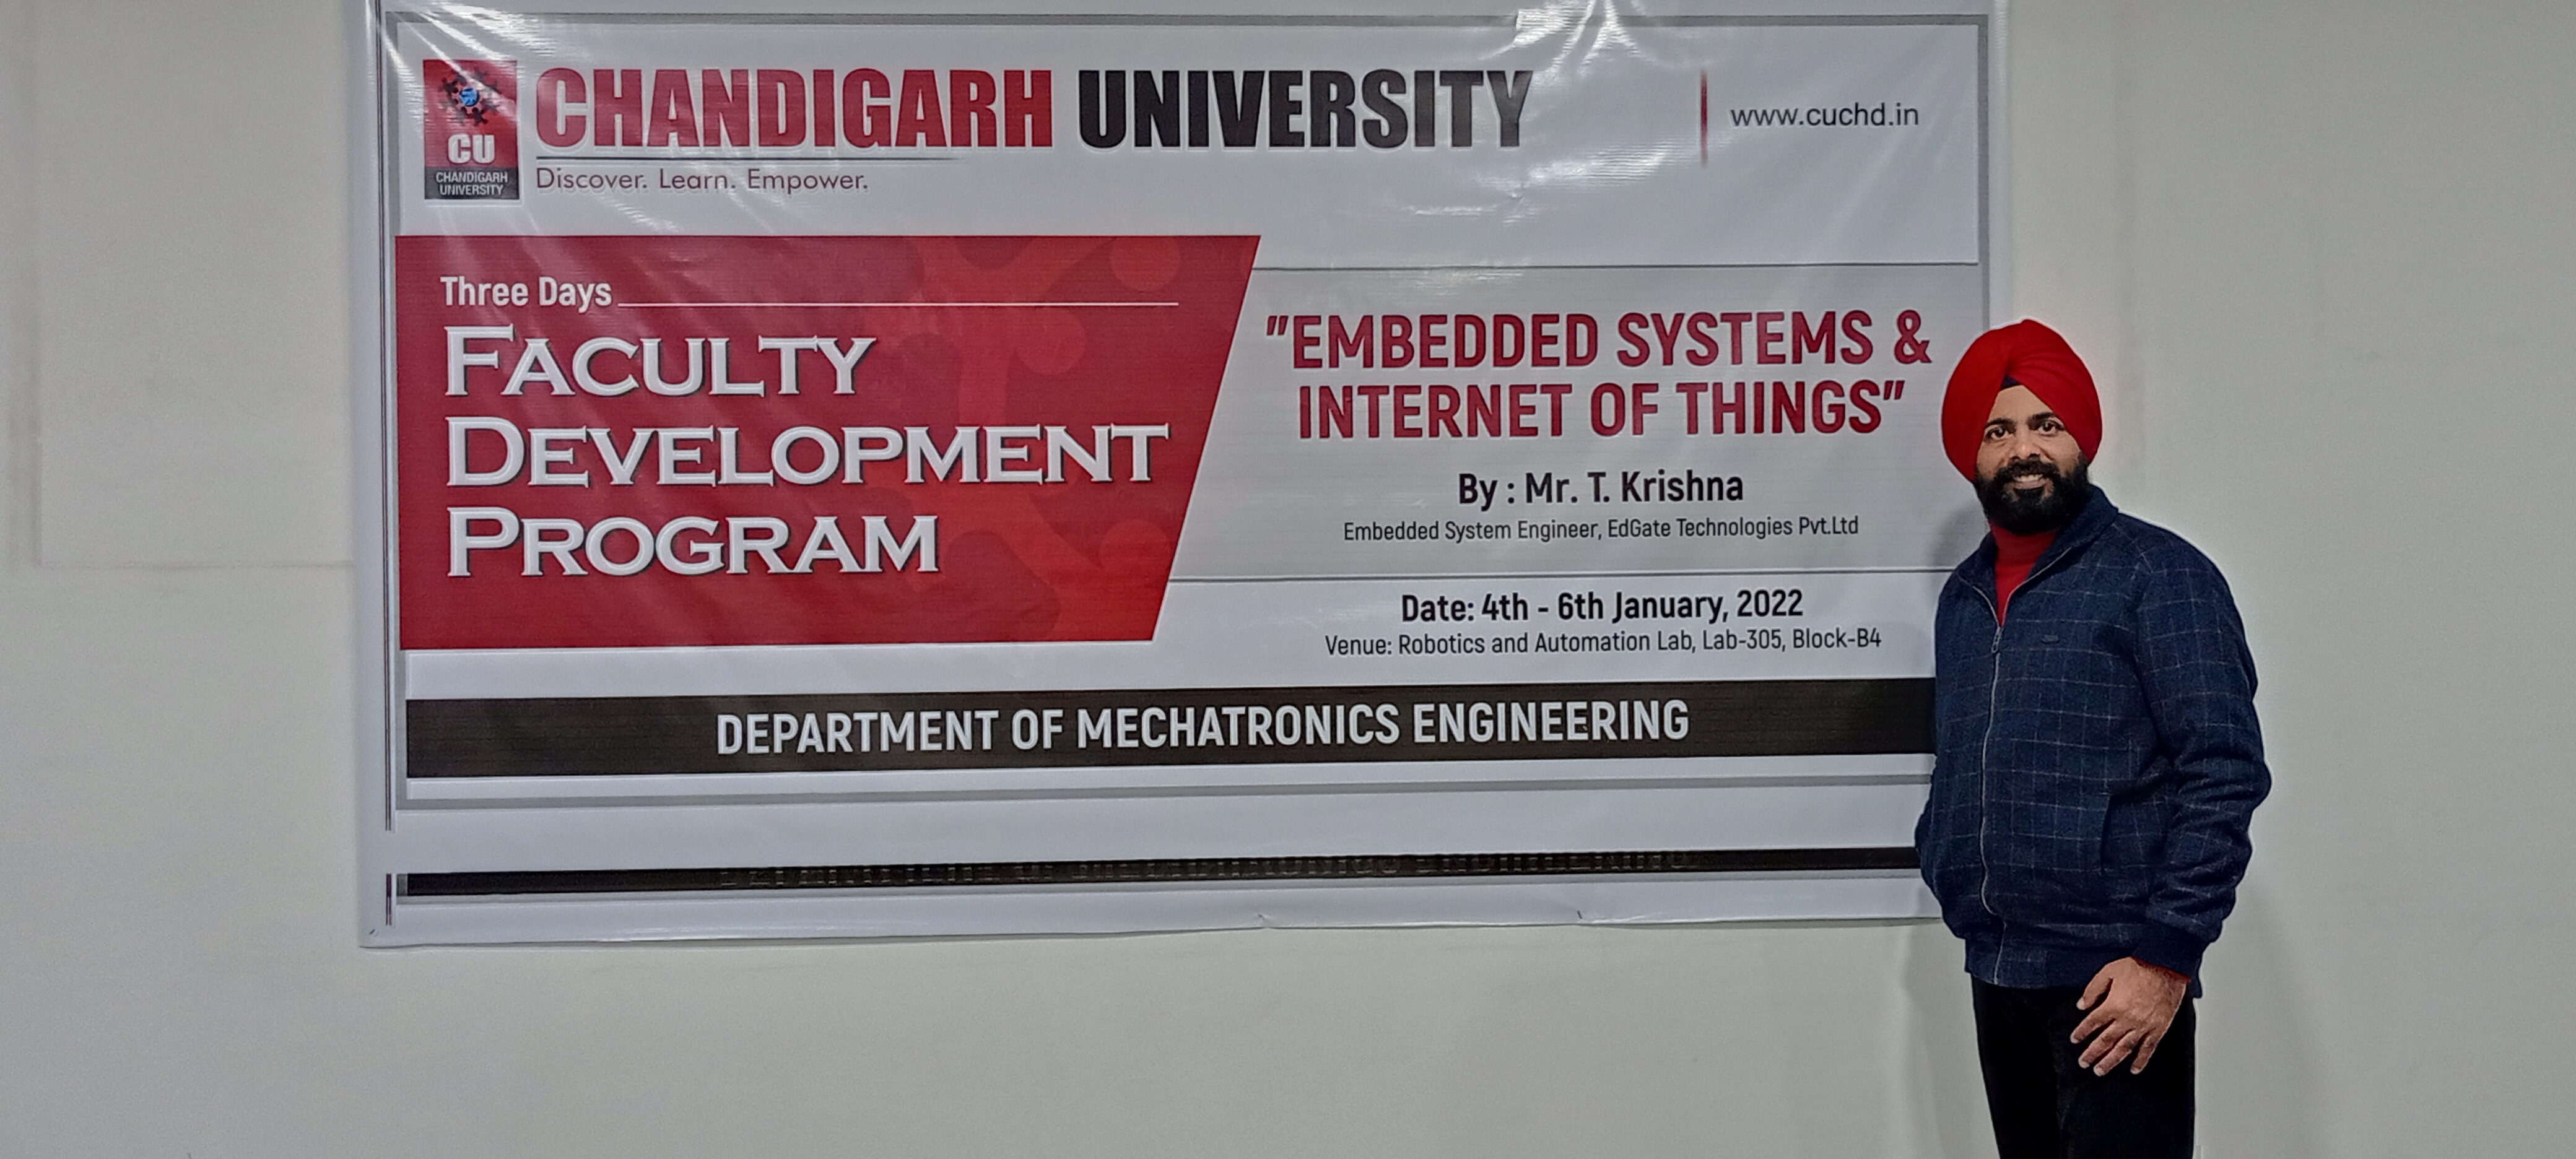 CHANDIGARH UNIVERSITY
Discover. Learn. Empower.
CU
CHANDIGARH
UNIVERSITY
www.cuchd.in
Three Days
FACULTY
DEVELOPMENT
PROGRAM
"EMBEDDED SYSTEMS &
INTERNET OF THINGS"
By : Mr. T. Krishna
Embedded System Engineer, EdGate Technologies Pvt.Ltd
Date: 4th - 6th January, 2022
Venue: Robotics and Automation Lab, Lab-305, Block-B4
DEPARTMENT OF MECHATRONICS ENGINEERING